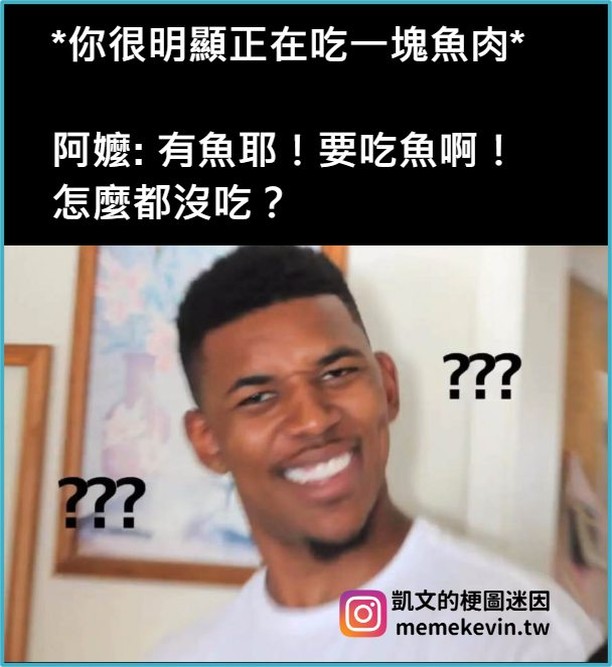 *你很明顯正在吃一塊魚肉*
阿嬤: 有魚耶！要吃魚啊！
怎麼都沒吃？
???
???
凱文的梗圖迷因
memekevin.tw